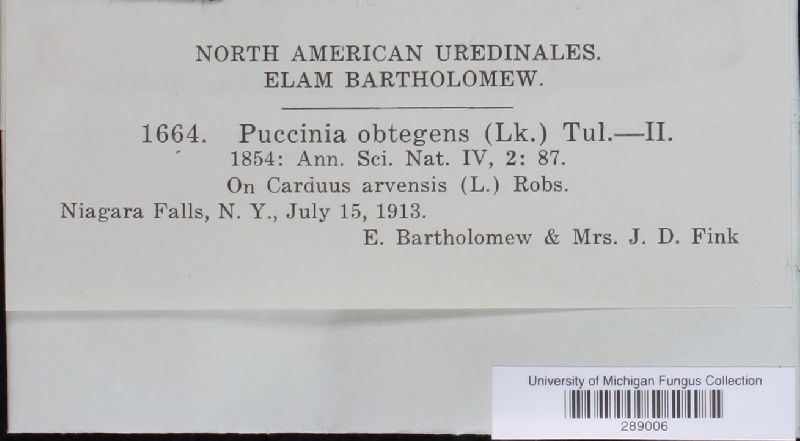 NORTH AMERICAN UREDINALES.
ELAM BARTHOLOMEW.
1664. Puccinia obtegens (Lk.) Tul.—II.
1854: Ann. Sci. Nat. IV, 2: 87.
On Carduus arvensis (L.) Robs.
Niagara Falls, N. Y., July 15, 1913.
E. Bartholomew & Mrs. J. D. Fink
University of Michigan Fungus Collection
289006